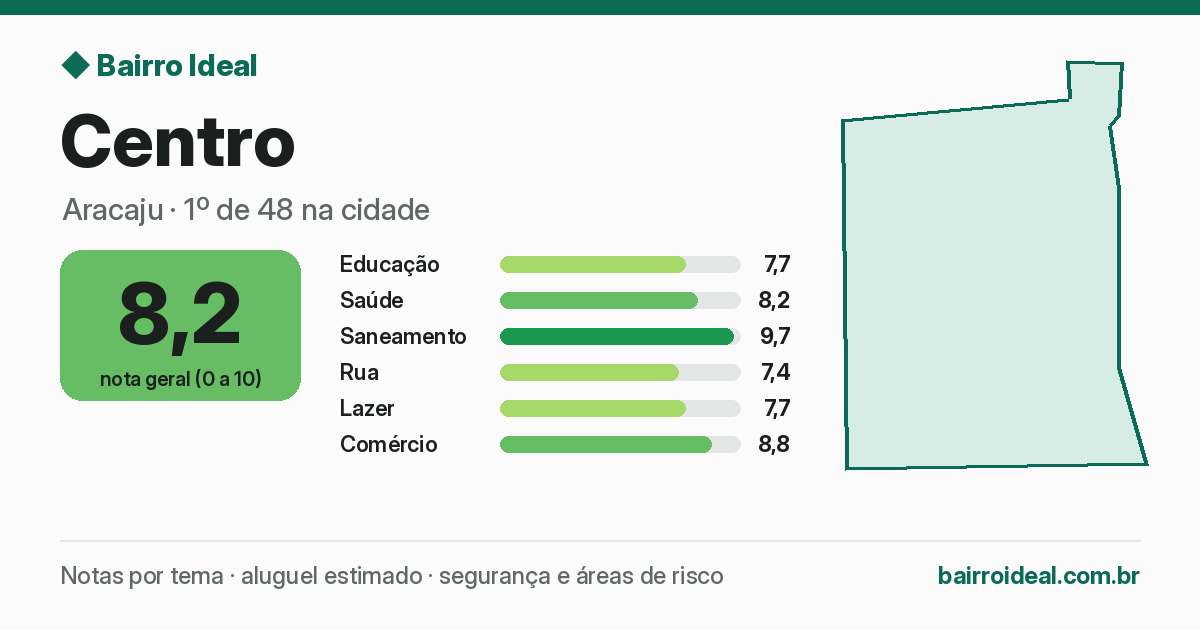 Bairro Ideal
Centro
Aracaju · 1º de 48 na cidade
8,2
nota geral (0 a 10)
Educação 7,7
Saúde 8,2
Saneamento 9,7
Rua 7,4
Lazer 7,7
Comércio 8,8
Notas por tema · aluguel estimado · segurança e áreas de risco
bairroideal.com.br